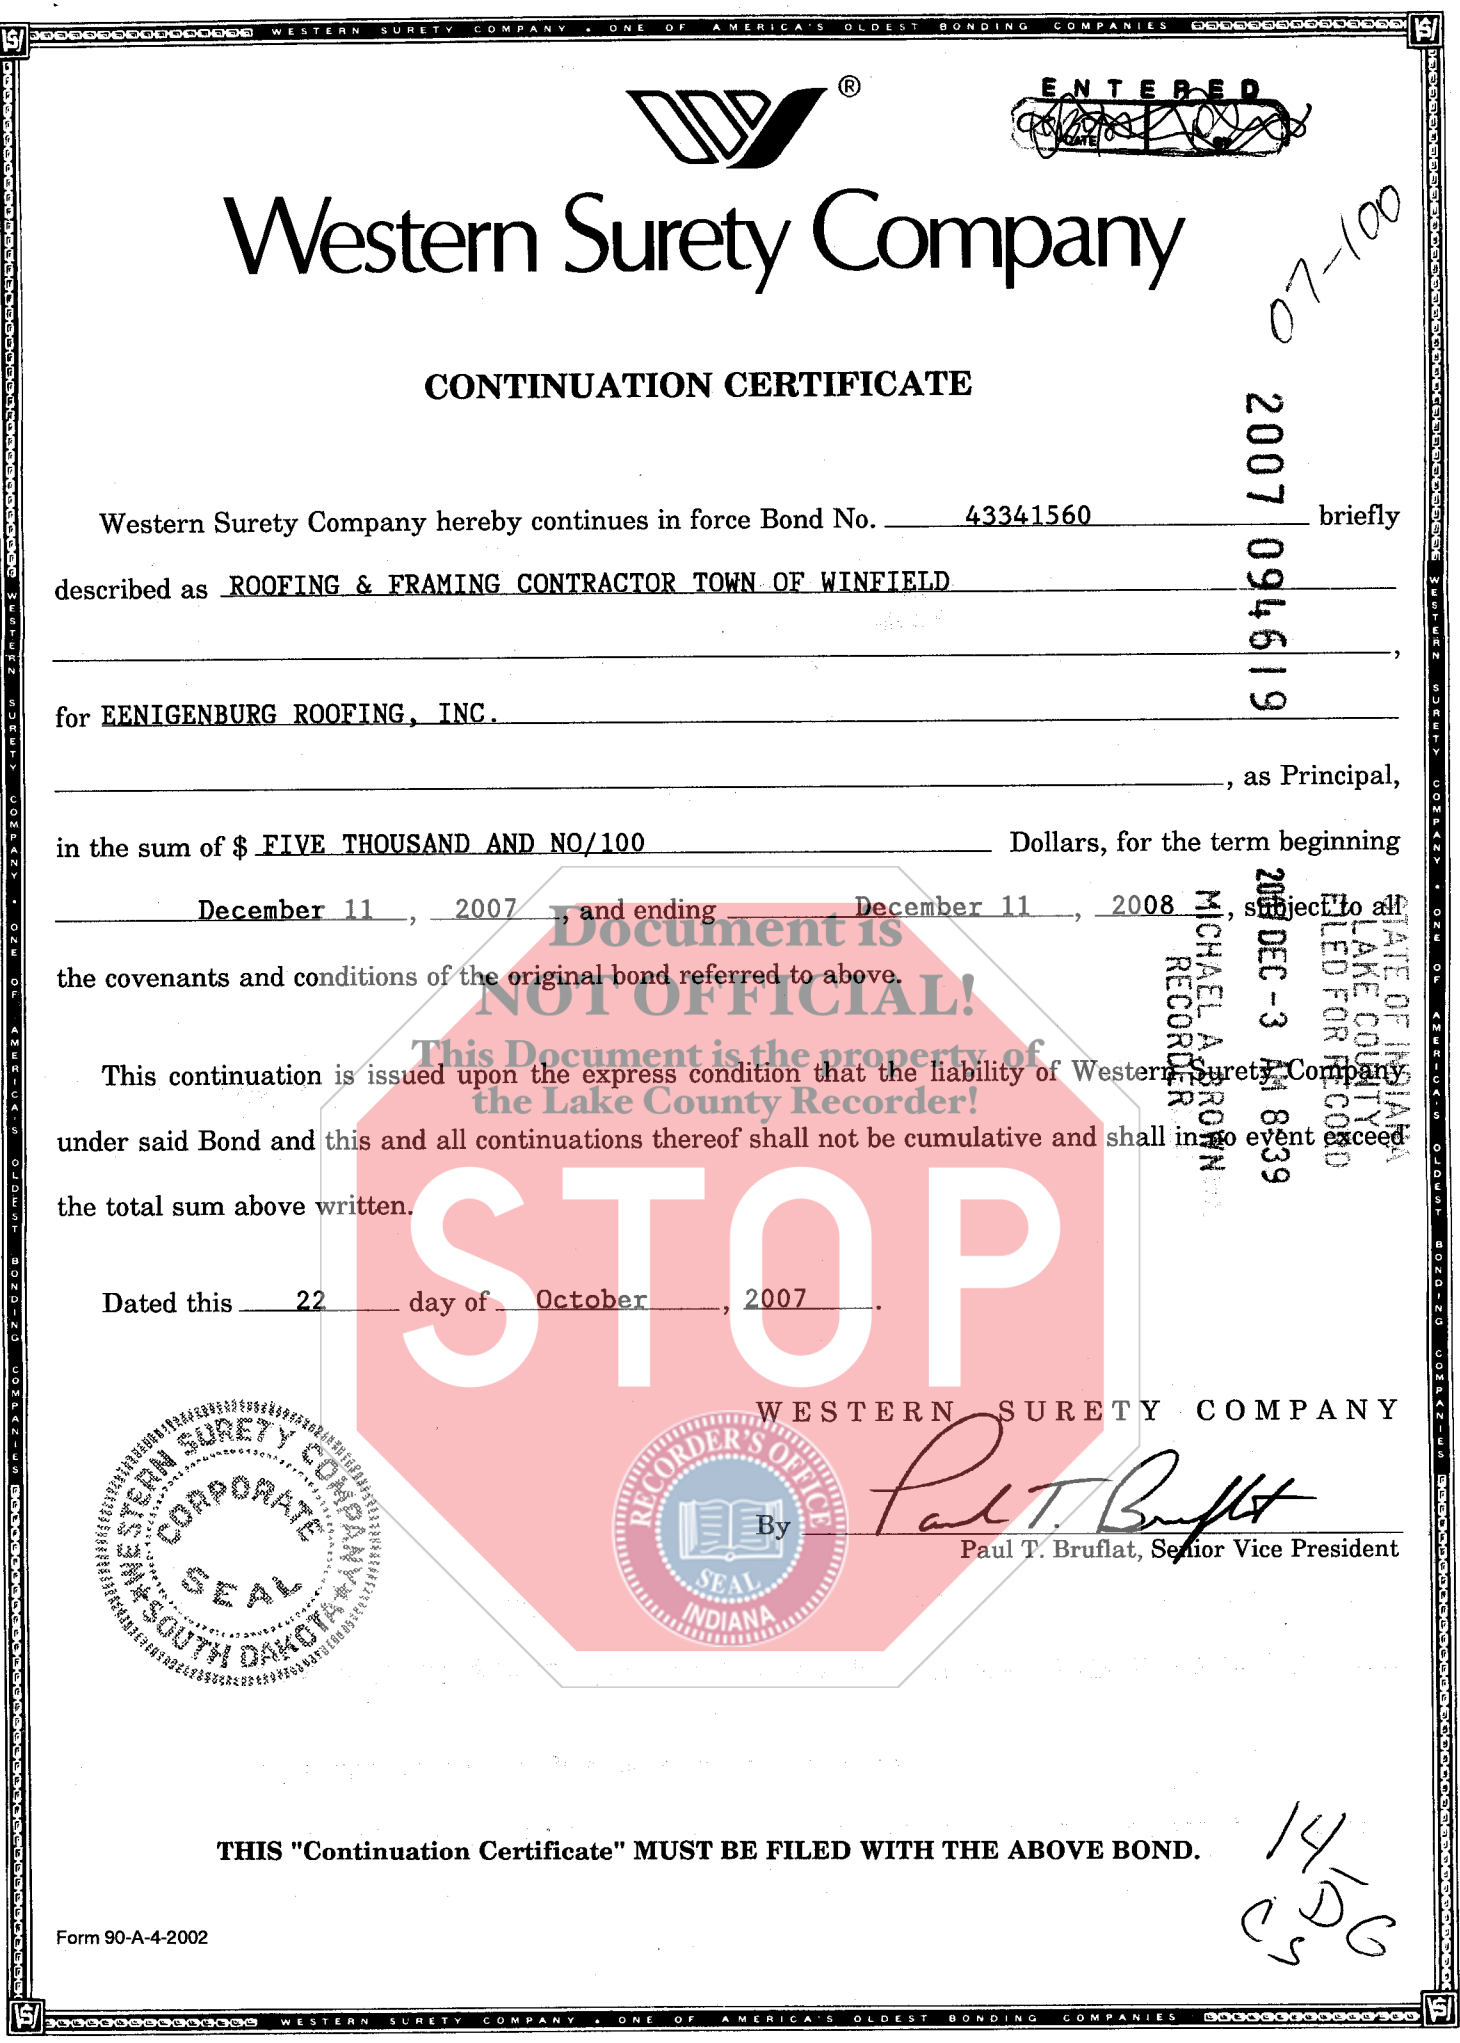 WESTERN SURETY COMPANY • ONE OF AMERICA'S OLDEST BONDING COMPANIES
W ®
ENTERED
DATE BY
Western Surety Company
07-100
CONTINUATION CERTIFICATE
2007 094619
Western Surety Company hereby continues in force Bond No. 43341560 briefly
described as ROOFING & FRAMING CONTRACTOR TOWN OF WINFIELD
,
for EENIGENBURG ROOFING, INC.
, as Principal,
in the sum of $ FIVE THOUSAND AND NO/100 Dollars, for the term beginning
December 11, 2007, and ending December 11, 2008, subject to all
the covenants and conditions of the original bond referred to above.
This continuation is issued upon the express condition that the liability of Western Surety Company
under said Bond and this and all continuations thereof shall not be cumulative and shall in no event exceed
the total sum above written.
STATE OF INDIANA
LAKE COUNTY
FILED FOR RECORD
2007 DEC -3 AM 8:39
MICHAEL A. BROWN
RECORDER
Document is
NOT OFFICIAL!
This Document is the property of
the Lake County Recorder!
STOP
Dated this 22 day of October, 2007.
WESTERN SURETY COMPANY
By Paul T. Bruflat
Paul T. Bruflat, Senior Vice President
WESTERN SURETY COMPANY
CORPORATE
SEAL
SOUTH DAKOTA
RECORDER'S OFFICE
SEAL
INDIANA
THIS "Continuation Certificate" MUST BE FILED WITH THE ABOVE BOND.
14
D G
CS
Form 90-A-4-2002
WESTERN SURETY COMPANY • ONE OF AMERICA'S OLDEST BONDING COMPANIES